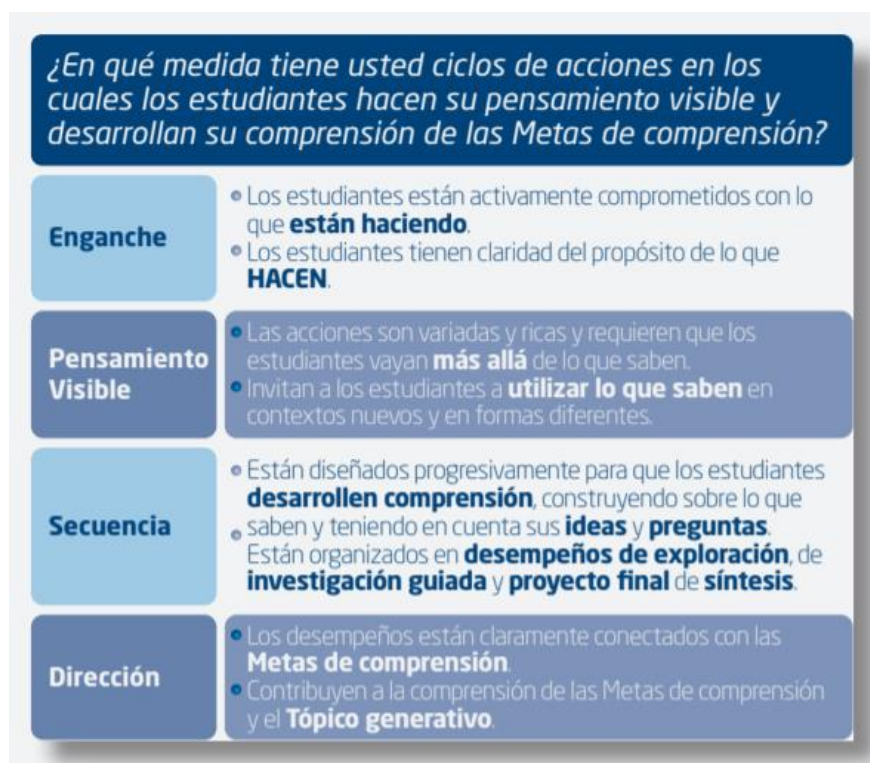 ¿En qué medida tiene usted ciclos de acciones en los
cuales los estudiantes hacen su pensamiento visible y
desarrollan su comprensión de las Metas de comprensión?
Enganche
• Los estudiantes están activamente comprometidos con lo
que están haciendo.
• Los estudiantes tienen claridad del propósito de lo que
HACEN.
Pensamiento
Visible
• Las acciones son variadas y ricas y requieren que los
estudiantes vayan más allá de lo que saben.
• Invitan a los estudiantes a utilizar lo que saben en
contextos nuevos y en formas diferentes.
Secuencia
• Están diseñados progresivamente para que los estudiantes
desarrollen comprensión, construyendo sobre lo que
• saben y teniendo en cuenta sus ideas y preguntas.
Están organizados en desempeños de exploración, de
investigación guiada y proyecto final de síntesis.
Dirección
• Los desempeños están claramente conectados con las
Metas de comprensión.
• Contribuyen a la comprensión de las Metas de comprensión
y el Tópico generativo.